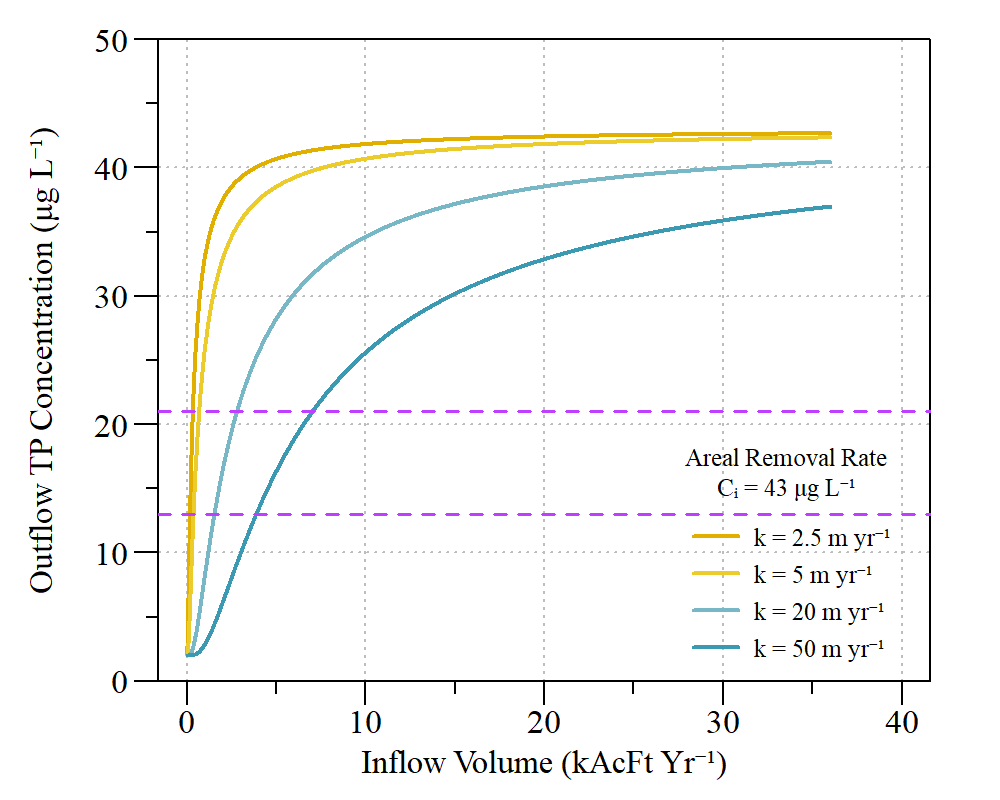 50
40
30
20
10
0
Outflow TP Concentration (µg L⁻¹)
Areal Removal Rate
Cᵢ = 43 µg L⁻¹
k = 2.5 m yr⁻¹
k = 5 m yr⁻¹
k = 20 m yr⁻¹
k = 50 m yr⁻¹
0 10 20 30 40
Inflow Volume (kAcFt Yr⁻¹)